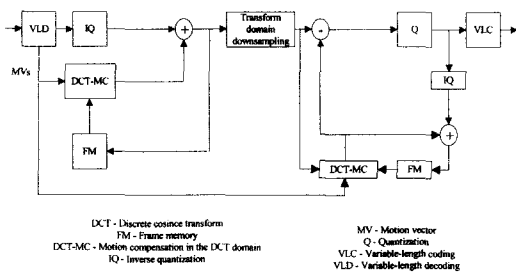 VLD
IQ
+
Transform
domain
downsampling
-
Q
VLC
MVs
DCT-MC
IQ
FM
+
DCT-MC
FM
DCT - Discrete cosince transform
FM - Frame memory
DCT-MC - Motion compensation in the DCT domain
IQ - Inverse quantization
MV - Motion vector
Q - Quantization
VLC - Variable-length coding
VLD - Variable-length decoding